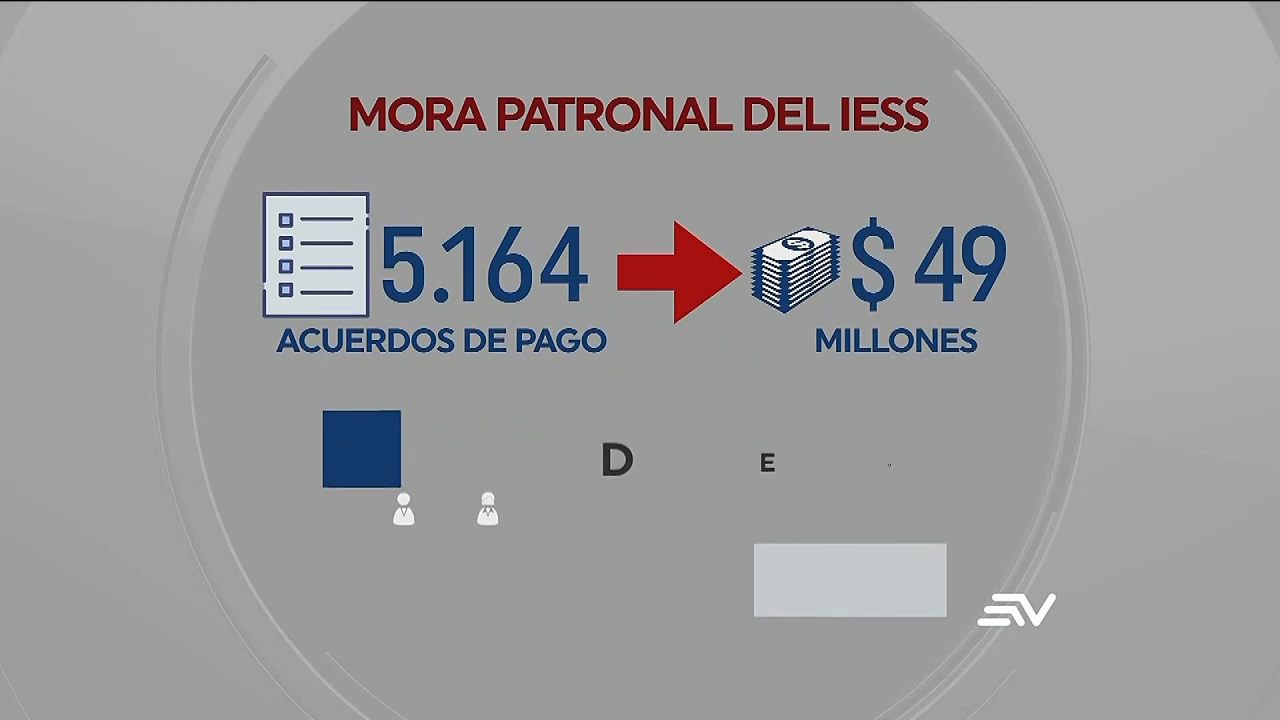 MORA PATRONAL DEL IESS
5.164
$ 49
ACUERDOS DE PAGO
MILLONES
D E